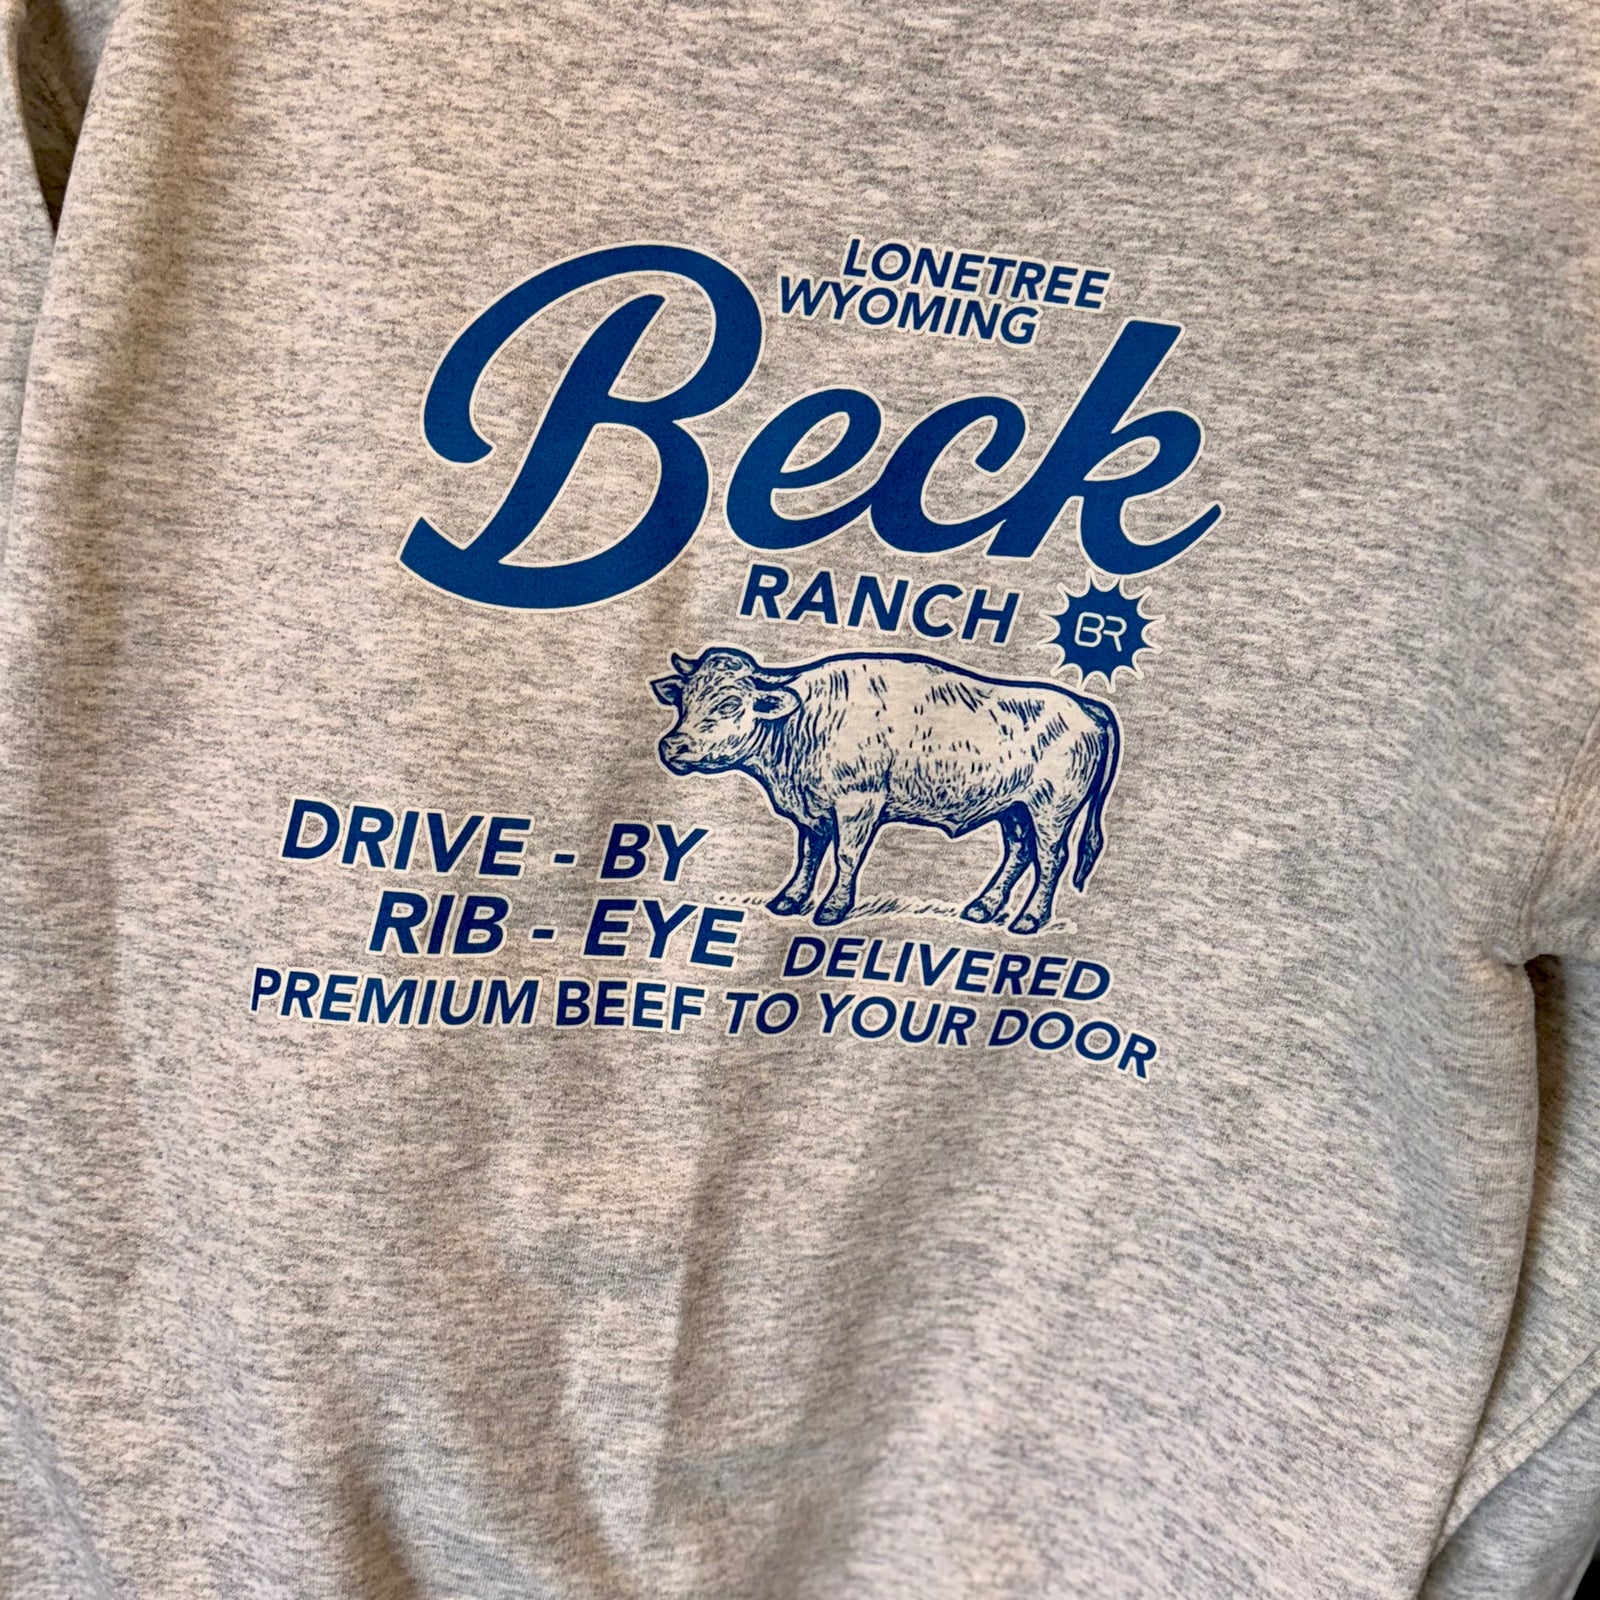 LONETREE
WYOMING
Beck
RANCH
BR
DRIVE - BY
RIB - EYE
DELIVERED
PREMIUM BEEF TO YOUR DOOR